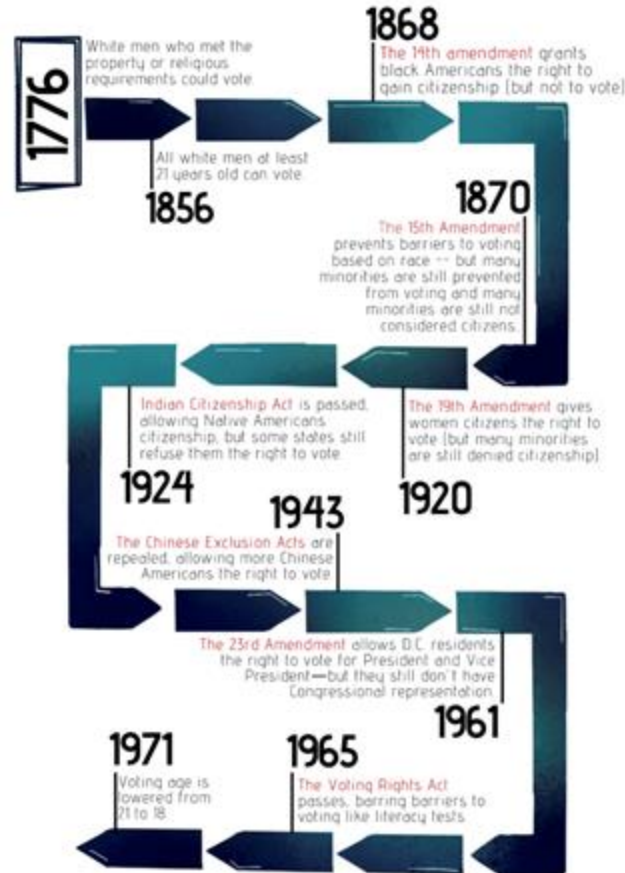 1776
White men who met the
property or religious
requirements could vote.
All white men at least
21 years old can vote.
1856
1868
The 14th amendment grants
black Americans the right to
gain citizenship (but not to vote)
1870
The 15th Amendment
prevents barriers to voting
based on race -- but many
minorities are still prevented
from voting and many
minorities are still not
considered citizens.
The 19th Amendment gives
women citizens the right to
vote (but many minorities
are still denied citizenship)
1920
Indian Citizenship Act is passed,
allowing Native Americans
citizenship, but some states still
refuse them the right to vote.
1924
1943
The Chinese Exclusion Acts are
repealed, allowing more Chinese
Americans the right to vote.
The 23rd Amendment allows D.C. residents
the right to vote for President and Vice
President—but they still don't have
Congressional representation.
1961
1965
The Voting Rights Act
passes, barring barriers to
voting like literacy tests.
1971
Voting age is
lowered from
21 to 18.